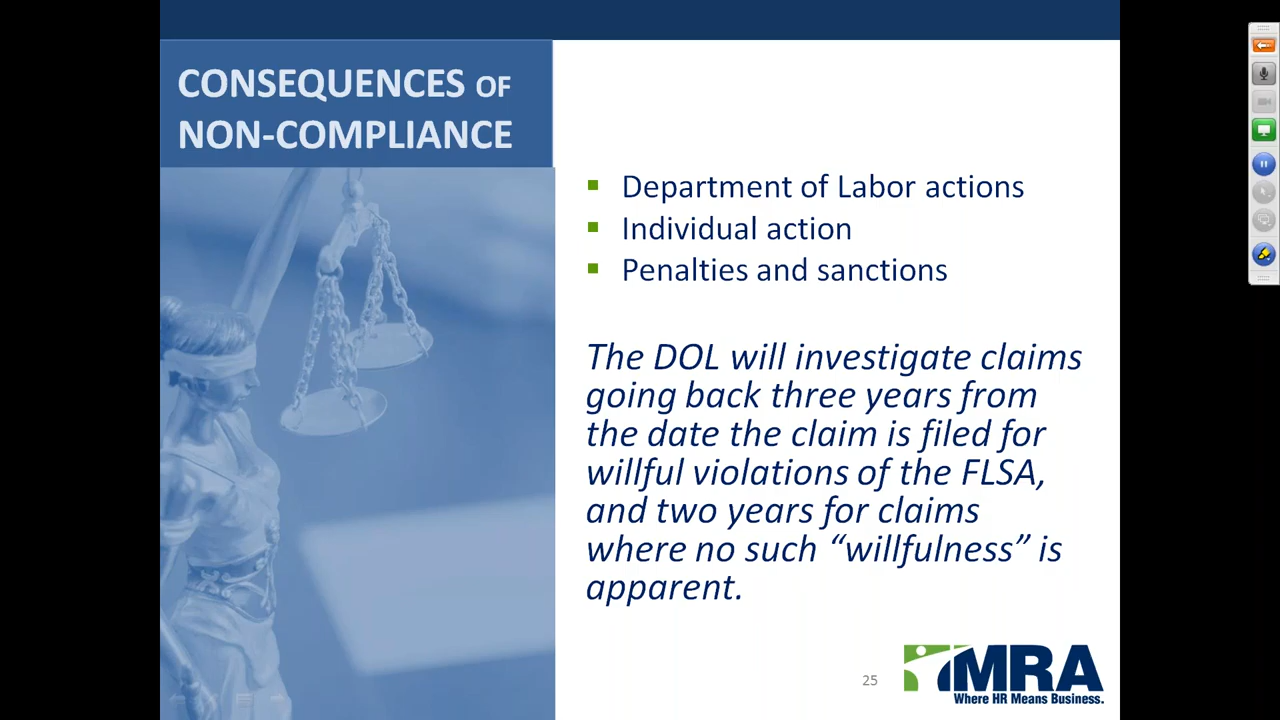 CONSEQUENCES OF
NON-COMPLIANCE
Department of Labor actions
Individual action
Penalties and sanctions
The DOL will investigate claims
going back three years from
the date the claim is filed for
willful violations of the FLSA,
and two years for claims
where no such “willfulness” is
apparent.
25
MRA
Where HR Means Business.